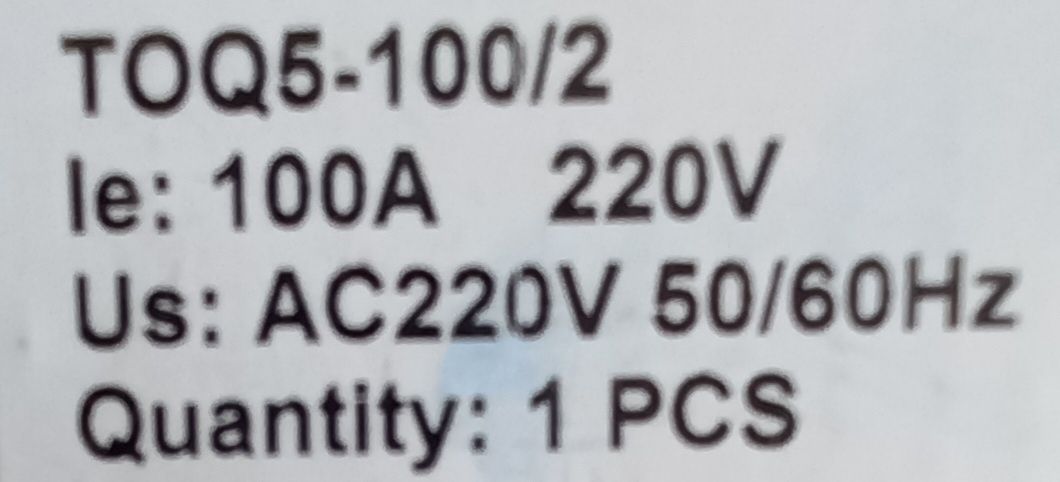 TOQ5-100/2
Ie: 100A 220V
Us: AC220V 50/60Hz
Quantity: 1 PCS